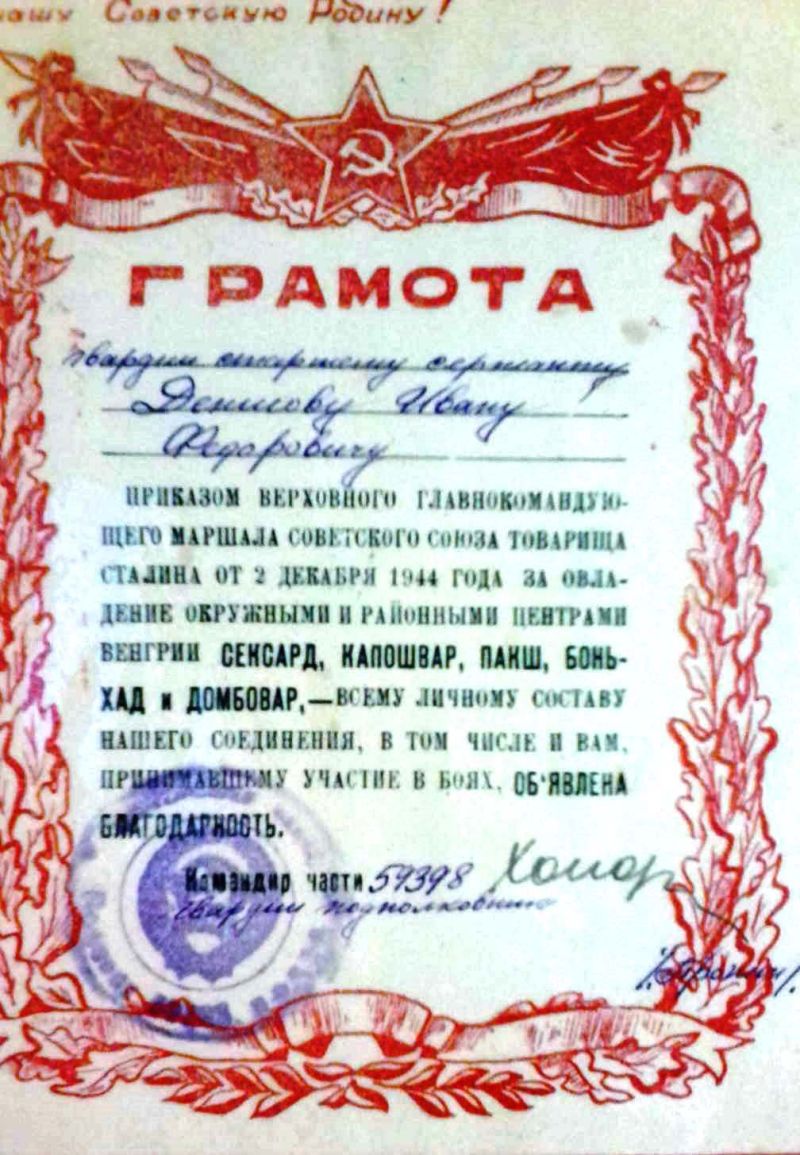 нашу Советскую Родину!
ГРАМОТА
гвардии старшему сержанту
Денисову Ивану
Федоровичу
ПРИКАЗОМ ВЕРХОВНОГО ГЛАВНОКОМАНДУЮ-
ЩЕГО МАРШАЛА СОВЕТСКОГО СОЮЗА ТОВАРИЩА
СТАЛИНА ОТ 2 ДЕКАБРЯ 1944 ГОДА ЗА ОВЛА-
ДЕНИЕ ОКРУЖНЫМИ И РАЙОННЫМИ ЦЕНТРАМИ
ВЕНГРИИ СЕКСАРД, КАПОШВАР, ПАКШ, БОНЬ-
ХАД и ДОМБОВАР,—ВСЕМУ ЛИЧНОМУ СОСТАВУ
НАШЕГО СОЕДИНЕНИЯ, В ТОМ ЧИСЛЕ И ВАМ,
ПРИНИМАВШЕМУ УЧАСТИЕ В БОЯХ, ОБ'ЯВЛЕНА
БЛАГОДАРНОСТЬ.
Командир части 59398
гвардии подполковник